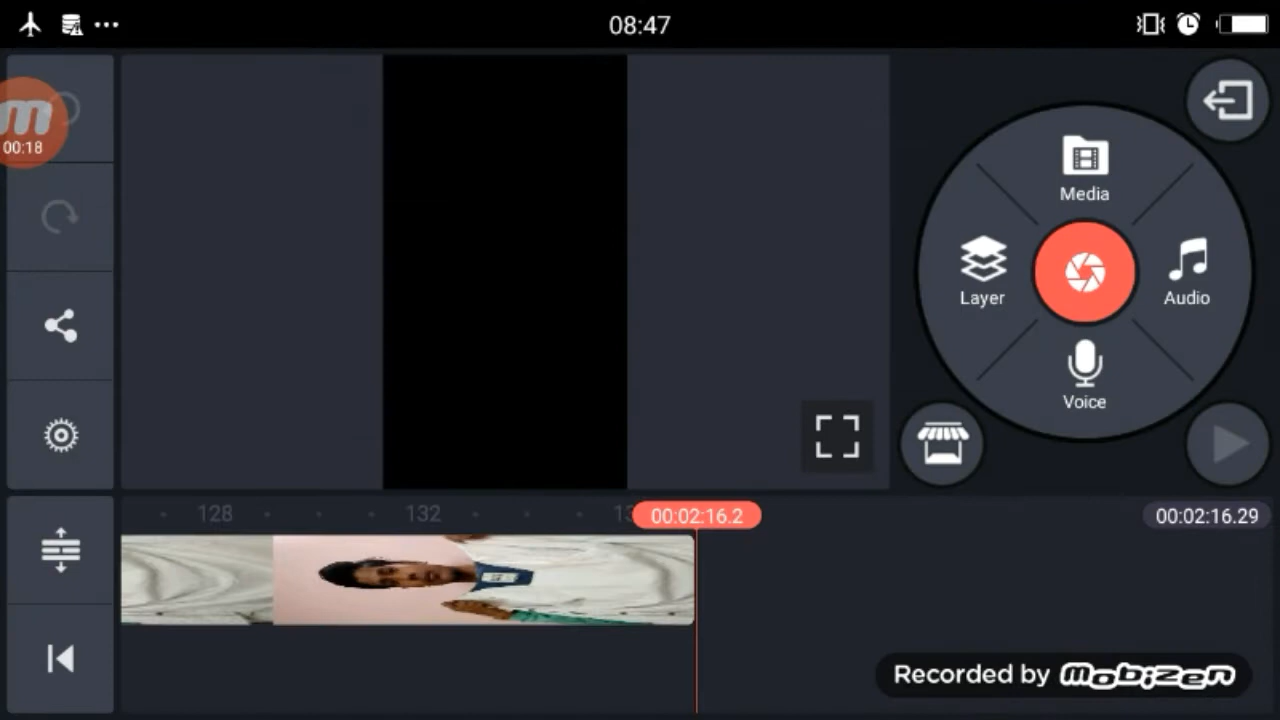 08:47
m
00:18
Media
Layer
Audio
Voice
128
132
00:02:16.2
00:02:16.29
Recorded by mobizen